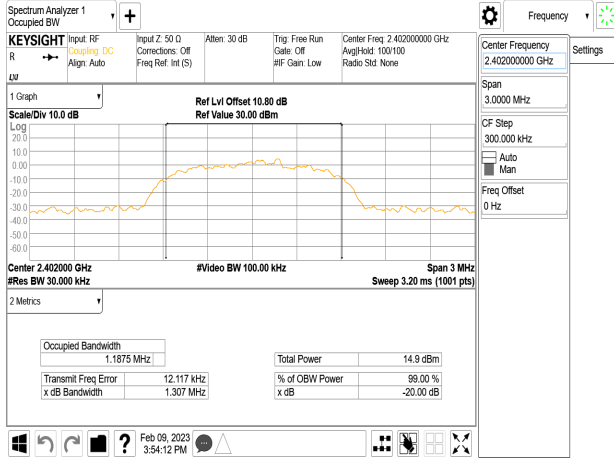 Spectrum Analyzer 1
Occupied BW
Frequency
KEYSIGHT
R
Input: RF
Coupling: DC
Align: Auto
Input Z: 50 Ω
Corrections: Off
Freq Ref: Int (S)
Atten: 30 dB
Trig: Free Run
Gate: Off
#IF Gain: Low
Center Freq: 2.402000000 GHz
Avg|Hold: 100/100
Radio Std: None
Center Frequency
2.402000000 GHz
Settings
Span
3.0000 MHz
CF Step
300.000 kHz
Auto
Man
Freq Offset
0 Hz
1 Graph
Scale/Div 10.0 dB
Ref Lvl Offset 10.80 dB
Ref Value 30.00 dBm
Log
20.0
10.0
0.00
-10.0
-20.0
-30.0
-40.0
-50.0
-60.0
Center 2.402000 GHz
#Res BW 30.000 kHz
#Video BW 100.00 kHz
Span 3 MHz
Sweep 3.20 ms (1001 pts)
2 Metrics
Occupied Bandwidth
1.1875 MHz
Total Power 14.9 dBm
Transmit Freq Error 12.117 kHz
% of OBW Power 99.00 %
x dB Bandwidth 1.307 MHz
x dB -20.00 dB
?
Feb 09, 2023
3:54:12 PM